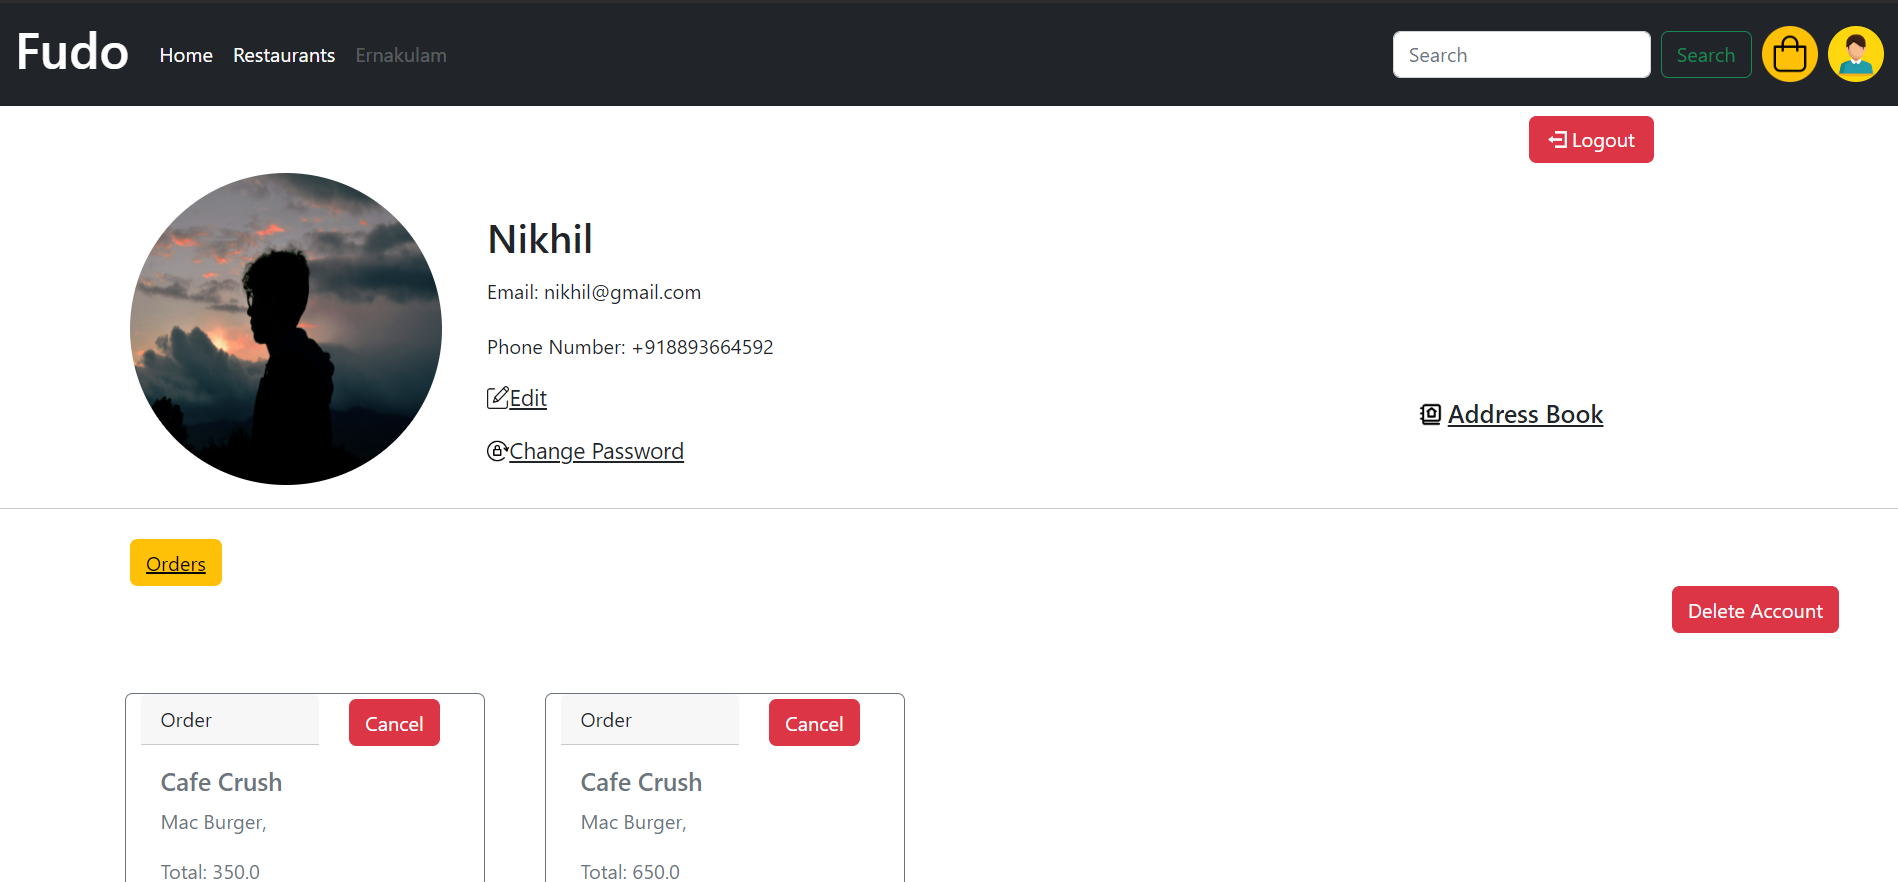 Fudo Home Restaurants Ernakulam Search Search
Logout
Nikhil
Email: nikhil@gmail.com
Phone Number: +918893664592
Edit
Address Book
Change Password
Orders
Delete Account
Order Cancel
Cafe Crush
Mac Burger,
Total: 350.0
Order Cancel
Cafe Crush
Mac Burger,
Total: 650.0